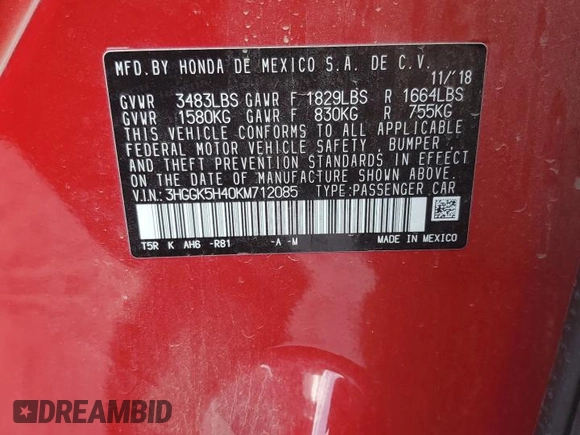 MFD. BY HONDA DE MEXICO S.A. DE C.V.
11/'18
GVWR 3483LBS GAWR F 1829LBS R 1664LBS
GVWR 1580KG GAWR F 830KG R 755KG
THIS VEHICLE CONFORMS TO ALL APPLICABLE
FEDERAL MOTOR VEHICLE SAFETY , BUMPER ,
AND THEFT PREVENTION STANDARDS IN EFFECT
ON THE DATE OF MANUFACTURE SHOWN ABOVE.
V.I.N.: 3HGGK5H40KM712085 TYPE:PASSENGER CAR
T5R K AH6 -R81 -A -M MADE IN MEXICO
DREAMBID